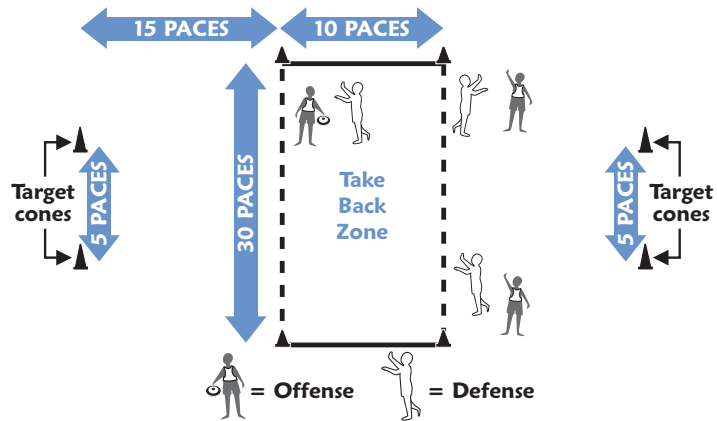 15 PACES
10 PACES
30 PACES
Target
cones
5 PACES
Take
Back
Zone
5 PACES
Target
cones
= Offense
= Defense